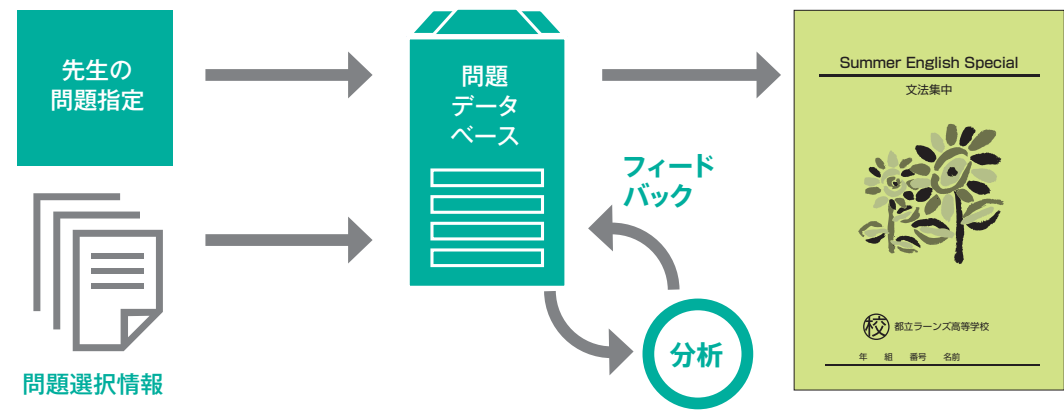 先生の
問題指定
問題選択情報
問題
データ
ベース
フィード
バック
分析
Summer English Special
文法集中
校 都立ラーンズ高等学校
年 組 番号 名前